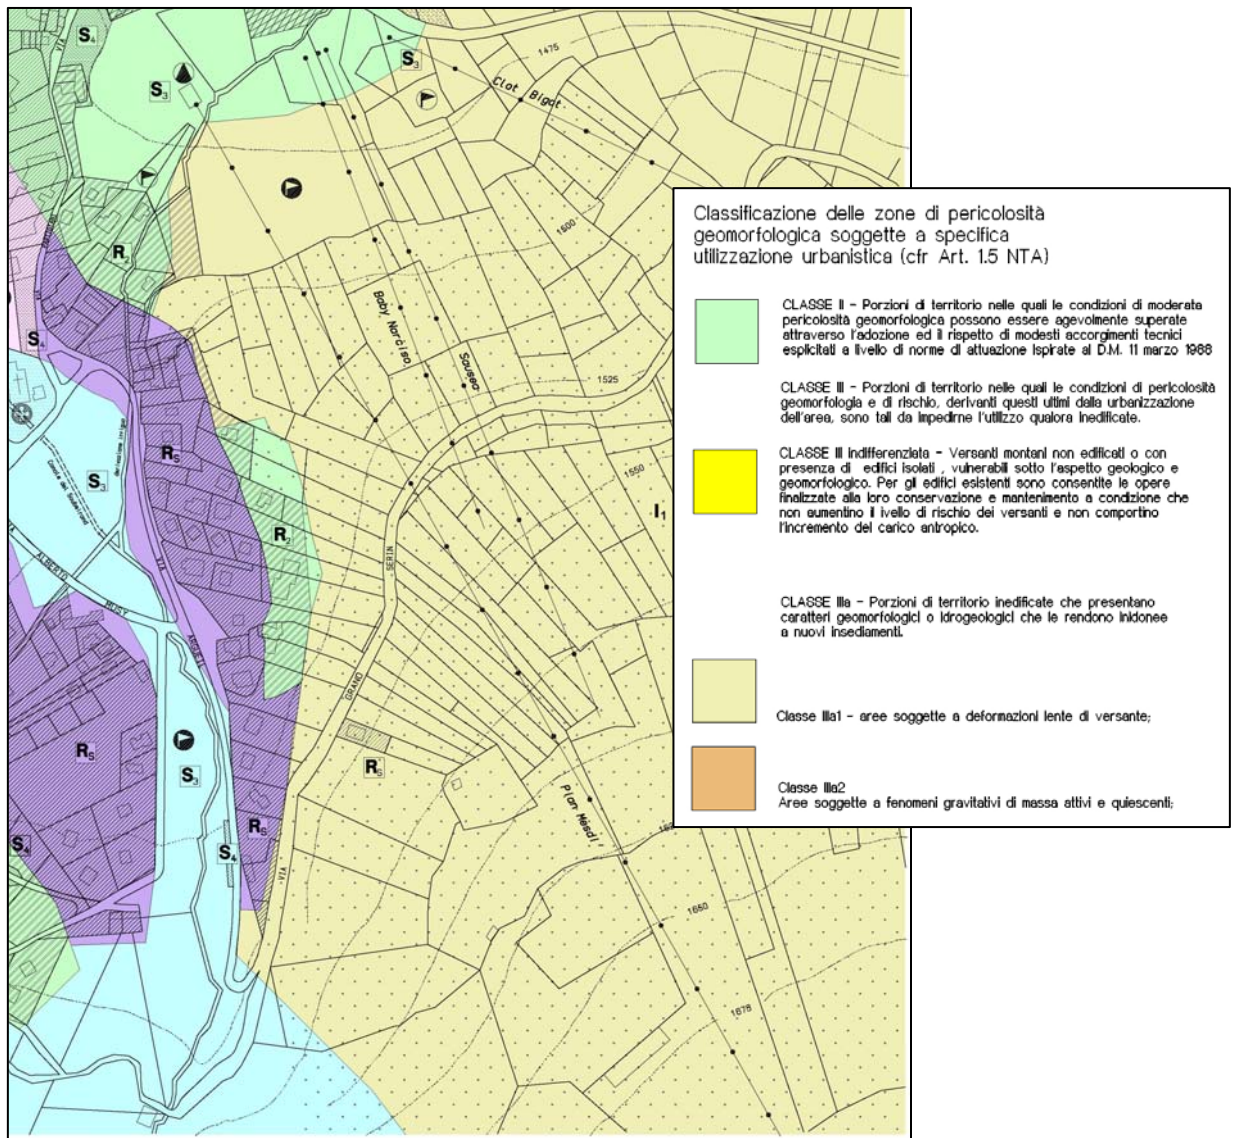 S4
VIA
S3
S3
1475
Clot Bigat
R2
1500
S4
VIA
Baby Narciso
Sausea
1525
S3
R5
1550
I1
R2
SERIN
ALBERTO
RUSY
VIA
GRAND
R5
R5
S3
Plan Mesdi'
S4
S4
R5
VIA
1650
1678
Classificazione delle zone di pericolosità
geomorfologica soggette a specifica
utilizzazione urbanistica (cfr Art. 1.5 NTA)
CLASSE II - Porzioni di territorio nelle quali le condizioni di moderata
pericolosità geomorfologica possono essere agevolmente superate
attraverso l'adozione ed il rispetto di modesti accorgimenti tecnici
esplicitati a livello di norme di attuazione ispirate al D.M. 11 marzo 1988
CLASSE III - Porzioni di territorio nelle quali le condizioni di pericolosità
geomorfologia e di rischio, derivanti questi ultimi dalla urbanizzazione
dell'area, sono tali da impedirne l'utilizzo qualora inedificate.
CLASSE III indifferenziata - Versanti montani non edificati o con
presenza di edifici isolati , vulnerabili sotto l'aspetto geologico e
geomorfologico. Per gli edifici esistenti sono consentite le opere
finalizzate alla loro conservazione e mantenimento a condizione che
non aumentino il livello di rischio dei versanti e non comportino
l'incremento del carico antropico.
CLASSE IIIa - Porzioni di territorio inedificate che presentano
caratteri geomorfologici o idrogeologici che le rendono inidonee
a nuovi insediamenti.
Classe IIIa1 - aree soggette a deformazioni lente di versante;
Classe IIIa2
Aree soggette a fenomeni gravitativi di massa attivi e quiescenti;